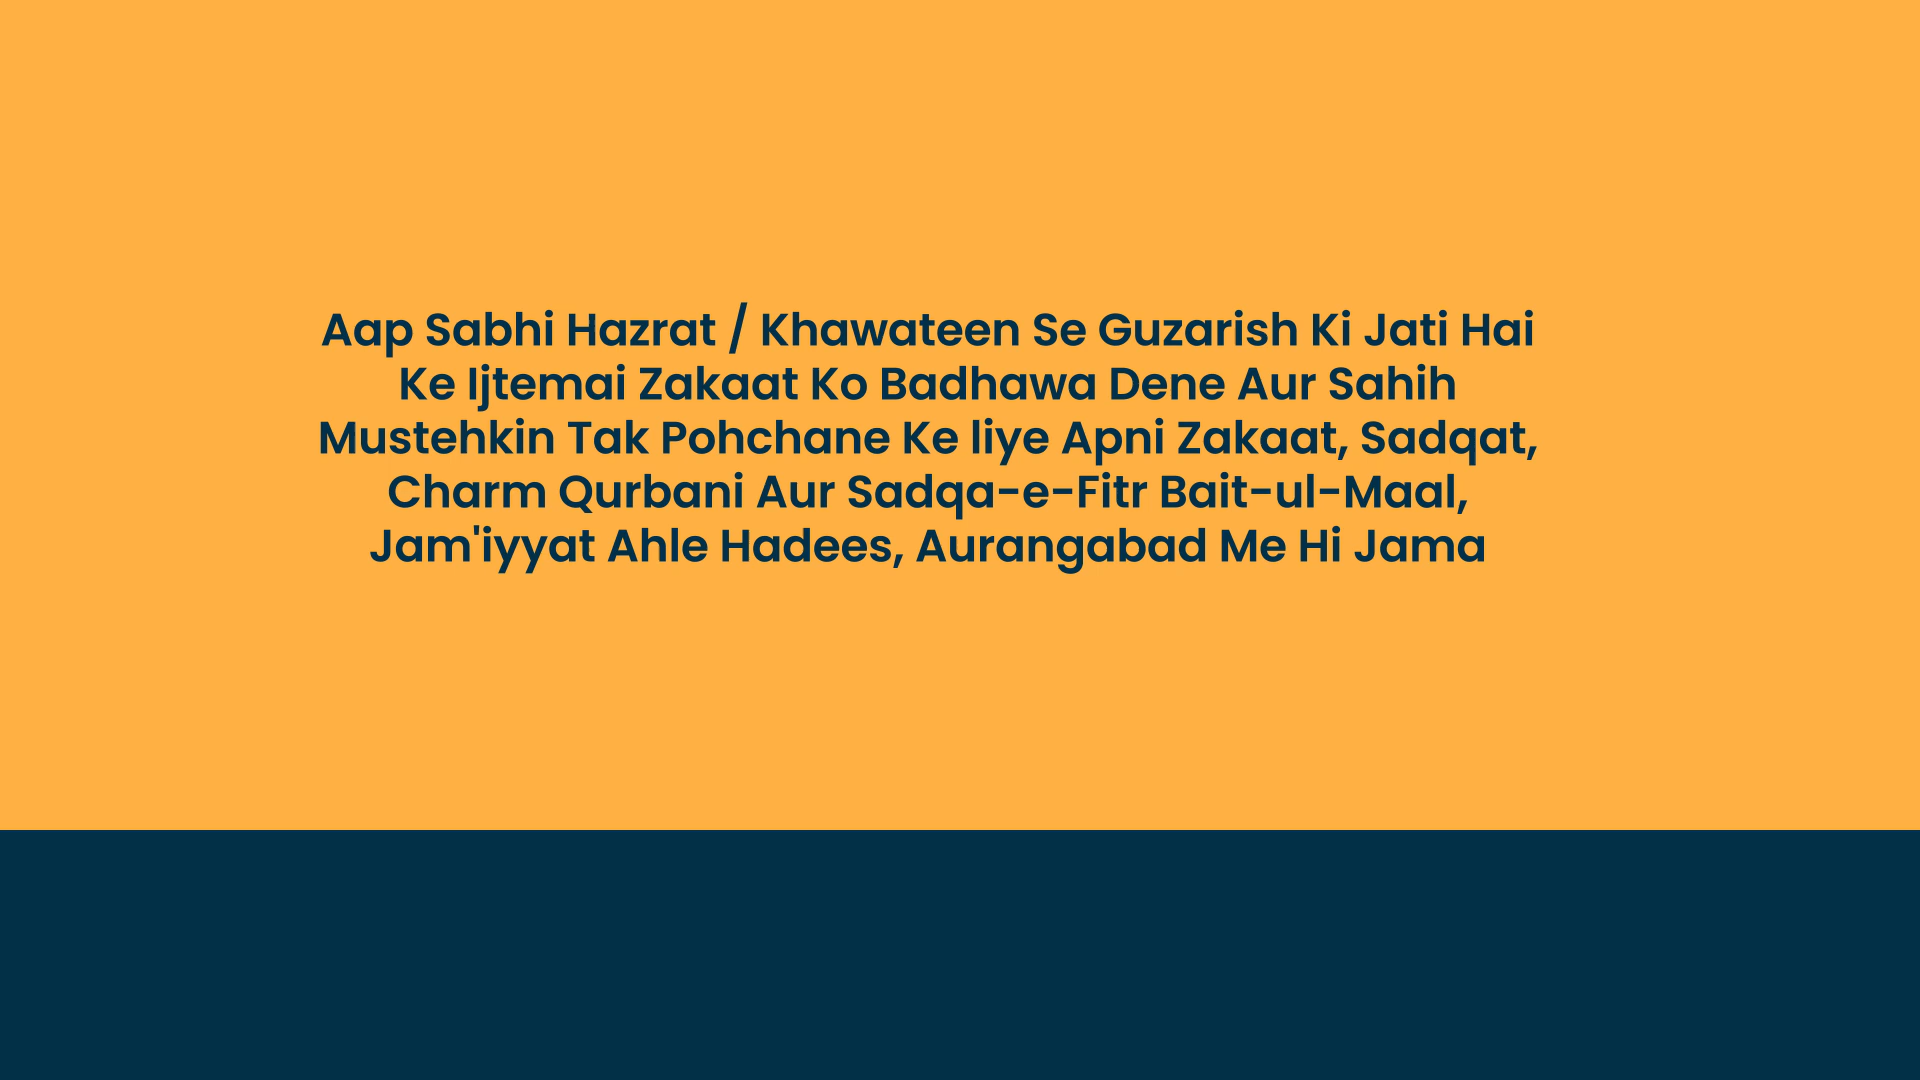 Aap Sabhi Hazrat / Khawateen Se Guzarish Ki Jati Hai
Ke Ijtemai Zakaat Ko Badhawa Dene Aur Sahih
Mustehkin Tak Pohchane Ke liye Apni Zakaat, Sadqat,
Charm Qurbani Aur Sadqa-e-Fitr Bait-ul-Maal,
Jam'iyyat Ahle Hadees, Aurangabad Me Hi Jama